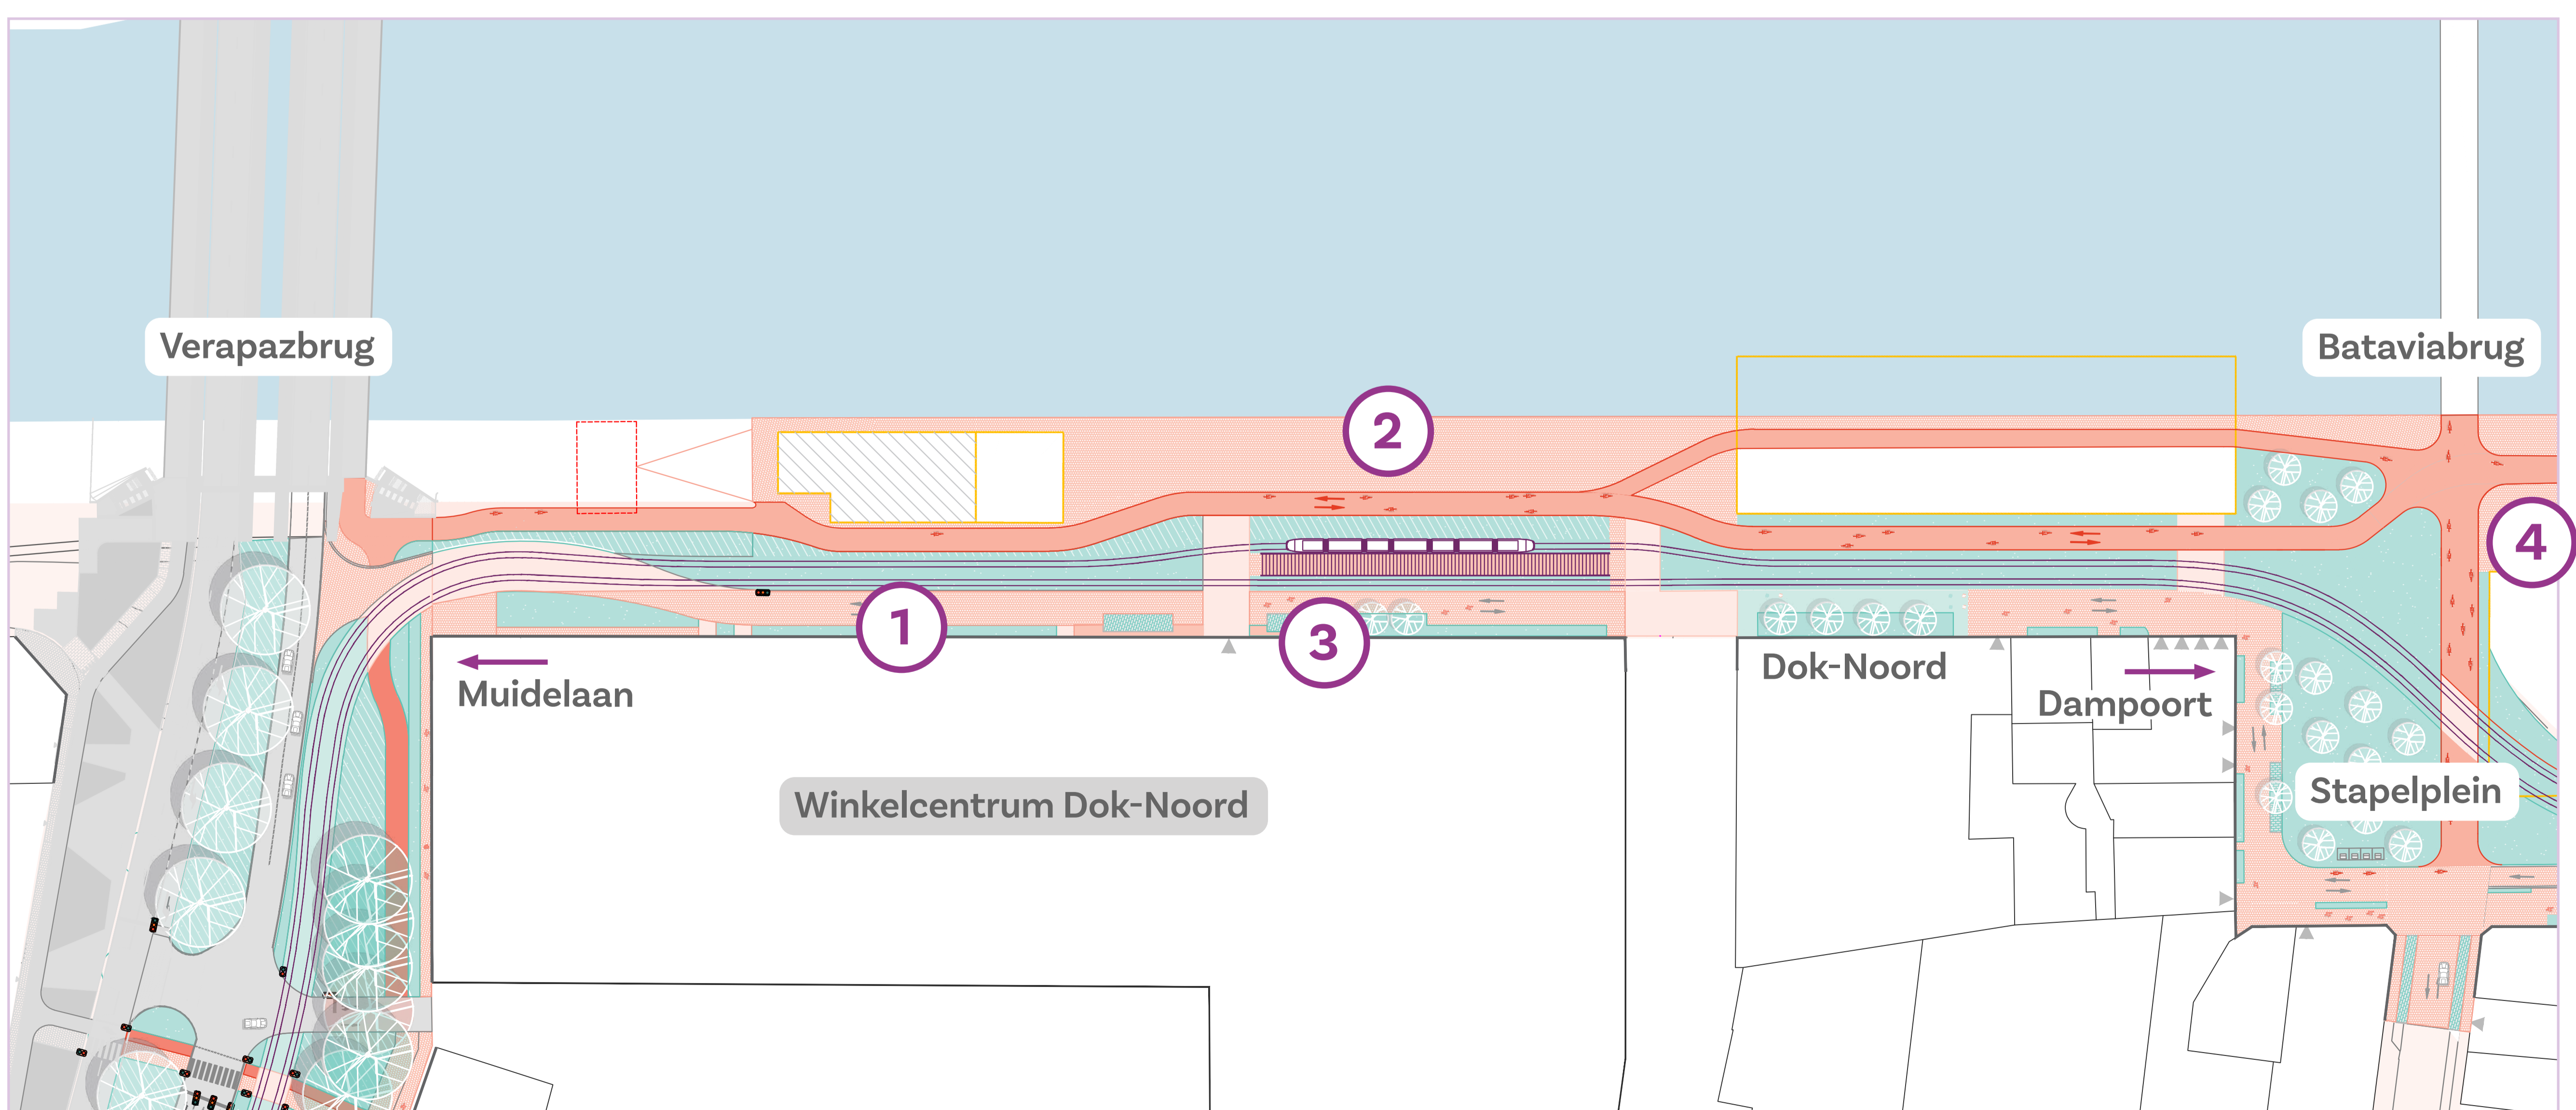 Verapazbrug
Bataviabrug
2
4
1
3
Muidelaan
Dok-Noord
Dampoort
Winkelcentrum Dok-Noord
Stapelplein